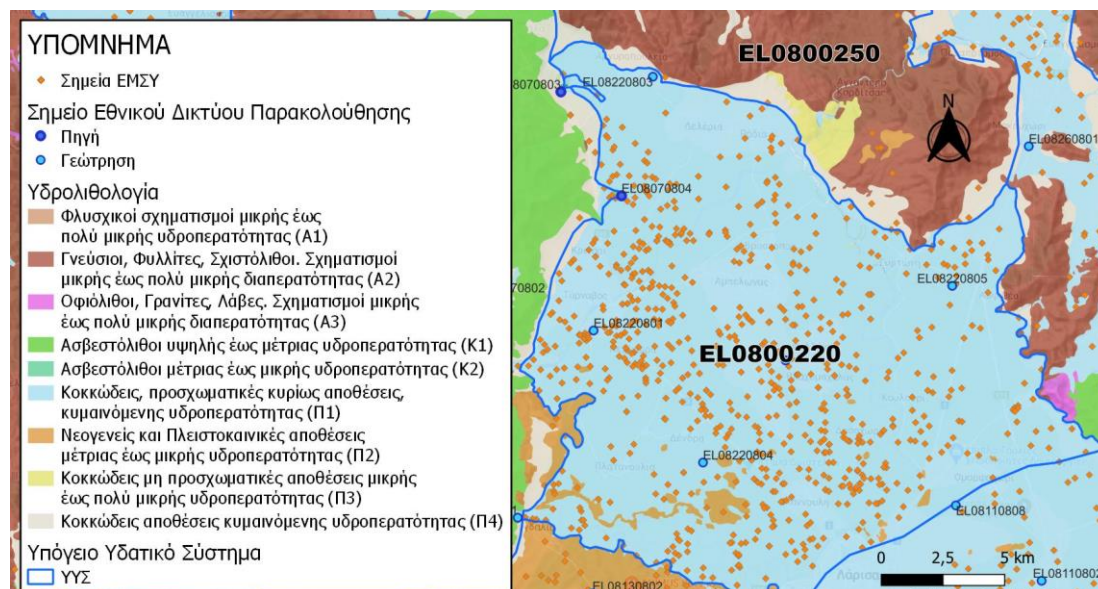 ΥΠΟΜΝΗΜΑ
Σημεία ΕΜΣΥ
Σημείο Εθνικού Δικτύου Παρακολούθησης
Πηγή
Γεώτρηση
Υδρολιθολογία
Φλυσχικοί σχηματισμοί μικρής έως
πολύ μικρής υδροπερατότητας (Α1)
Γνεύσιοι, Φυλλίτες, Σχιστόλιθοι. Σχηματισμοί
μικρής έως πολύ μικρής διαπερατότητας (Α2)
Οφιόλιθοι, Γρανίτες, Λάβες. Σχηματισμοί μικρής
έως πολύ μικρής διαπερατότητας (Α3)
Ασβεστόλιθοι υψηλής έως μέτριας υδροπερατότητας (Κ1)
Ασβεστόλιθοι μέτριας έως μικρής υδροπερατότητας (Κ2)
Κοκκώδεις, προσχωματικές κυρίως αποθέσεις,
κυμαινόμενης υδροπερατότητας (Π1)
Νεογενείς και Πλειστοκαινικές αποθέσεις
μέτριας έως μικρής υδροπερατότητας (Π2)
Κοκκώδεις μη προσχωματικές αποθέσεις μικρής
έως πολύ μικρής υδροπερατότητας (Π3)
Κοκκώδεις αποθέσεις κυμαινόμενης υδροπερατότητας (Π4)
Υπόγειο Υδατικό Σύστημα
ΥΥΣ
EL0800250
08070803
EL08220803
N
EL08260801
EL08070804
70802
Τύρναβος
EL08220805
EL08220801
Αμπελώνας
EL0800220
Δένδρα
EL08220804
EL08110808
Λάρισα
EL08130802
EL08110802
0 2,5 5 km